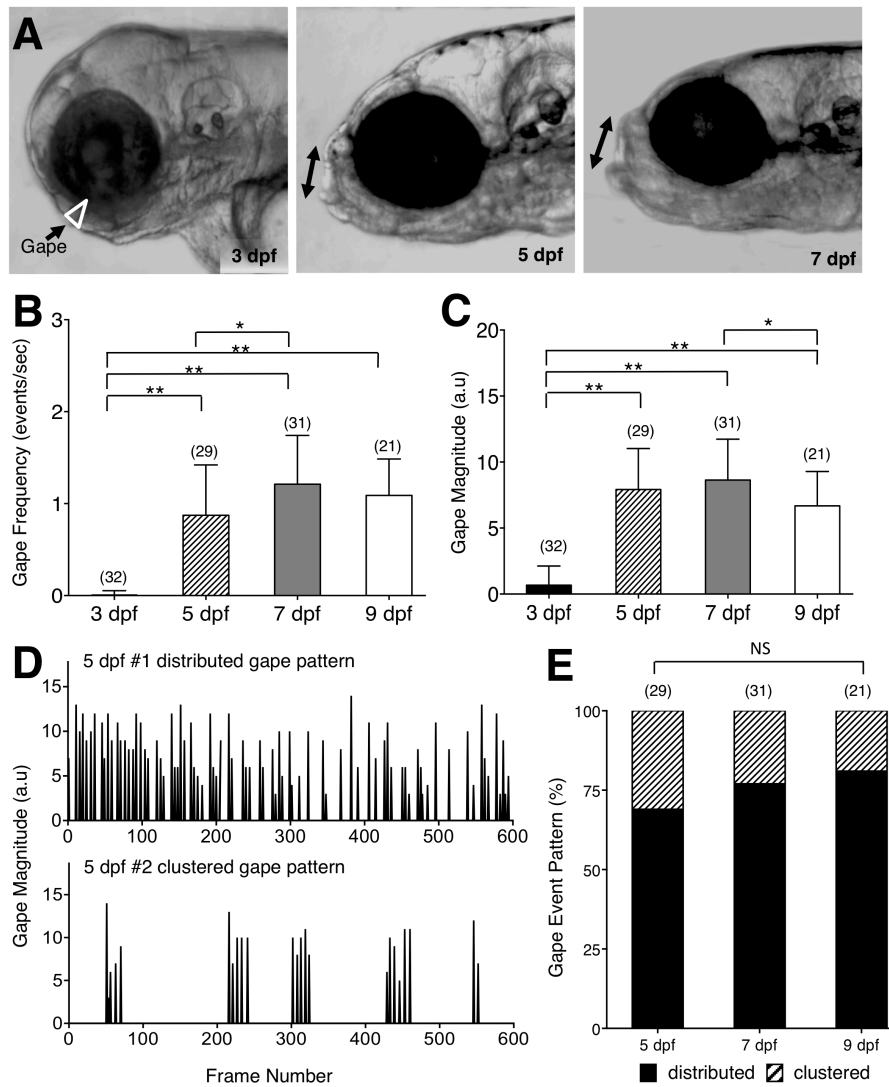 A
Gape
3 dpf
5 dpf
7 dpf
B
Gape Frequency (events/sec)
3
2
1
0
*
**
**
**
(32)
(29)
(31)
(21)
3 dpf 5 dpf 7 dpf 9 dpf
C
Gape Magnitude (a.u)
20
15
10
5
0
*
**
**
**
(32)
(29)
(31)
(21)
3 dpf 5 dpf 7 dpf 9 dpf
D
5 dpf #1 distributed gape pattern
Gape Magnitude (a.u)
15
10
5
0
0 100 200 300 400 500 600
5 dpf #2 clustered gape pattern
15
10
5
0
0 100 200 300 400 500 600
Frame Number
E
NS
(29) (31) (21)
Gape Event Pattern (%)
100
75
50
25
0
5 dpf 7 dpf 9 dpf
distributed clustered